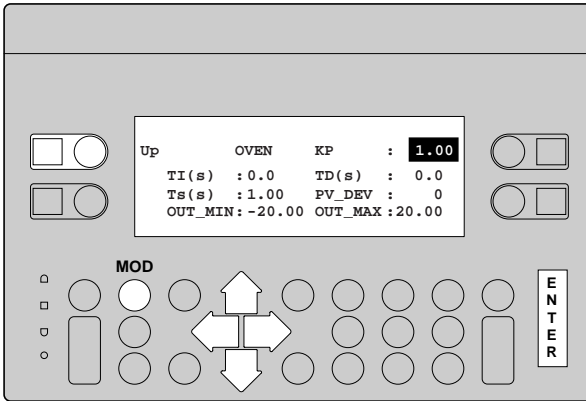 Up OVEN KP : 1.00
TI(s) :0.0 TD(s) : 0.0
Ts(s) :1.00 PV_DEV : 0
OUT_MIN:-20.00 OUT_MAX:20.00
MOD
ENTER